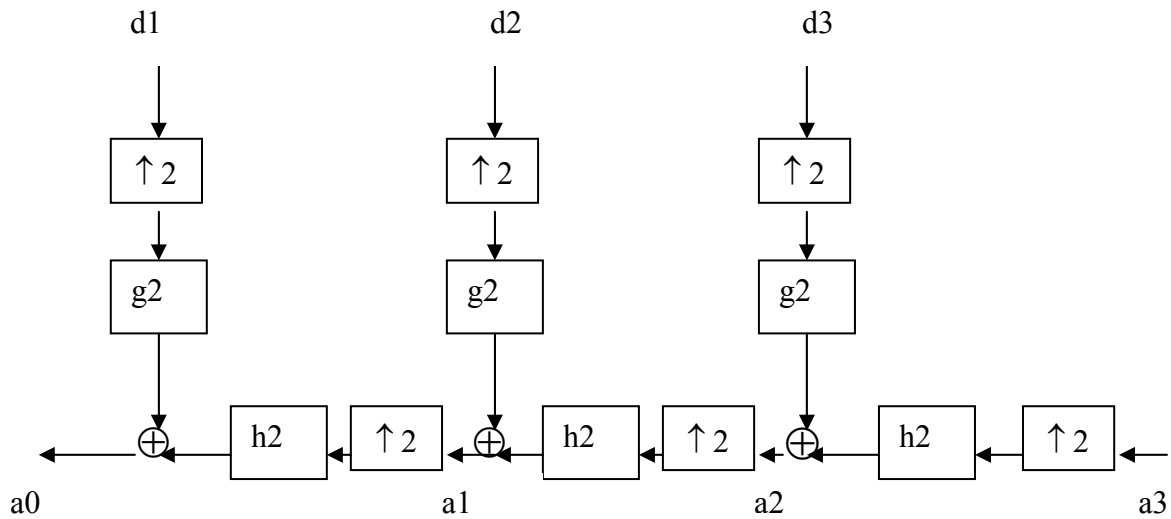 d1 d2 d3
↑ 2 ↑ 2 ↑ 2
g2 g2 g2
h2 ↑ 2 h2 ↑ 2 h2 ↑ 2
a0 a1 a2 a3